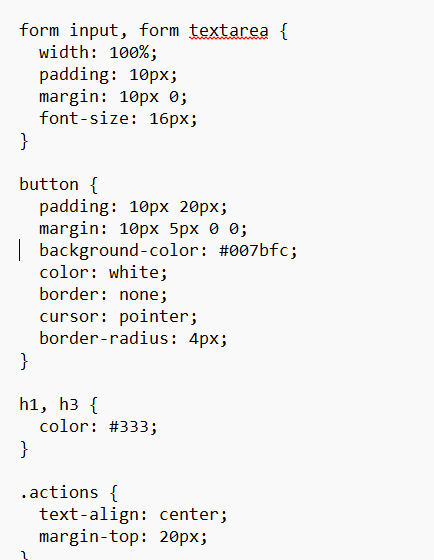 form input, form textarea {
  width: 100%;
  padding: 10px;
  margin: 10px 0;
  font-size: 16px;
}

button {
  padding: 10px 20px;
  margin: 10px 5px 0 0;
  background-color: #007bfc;
  color: white;
  border: none;
  cursor: pointer;
  border-radius: 4px;
}

h1, h3 {
  color: #333;
}

.actions {
  text-align: center;
  margin-top: 20px;
}